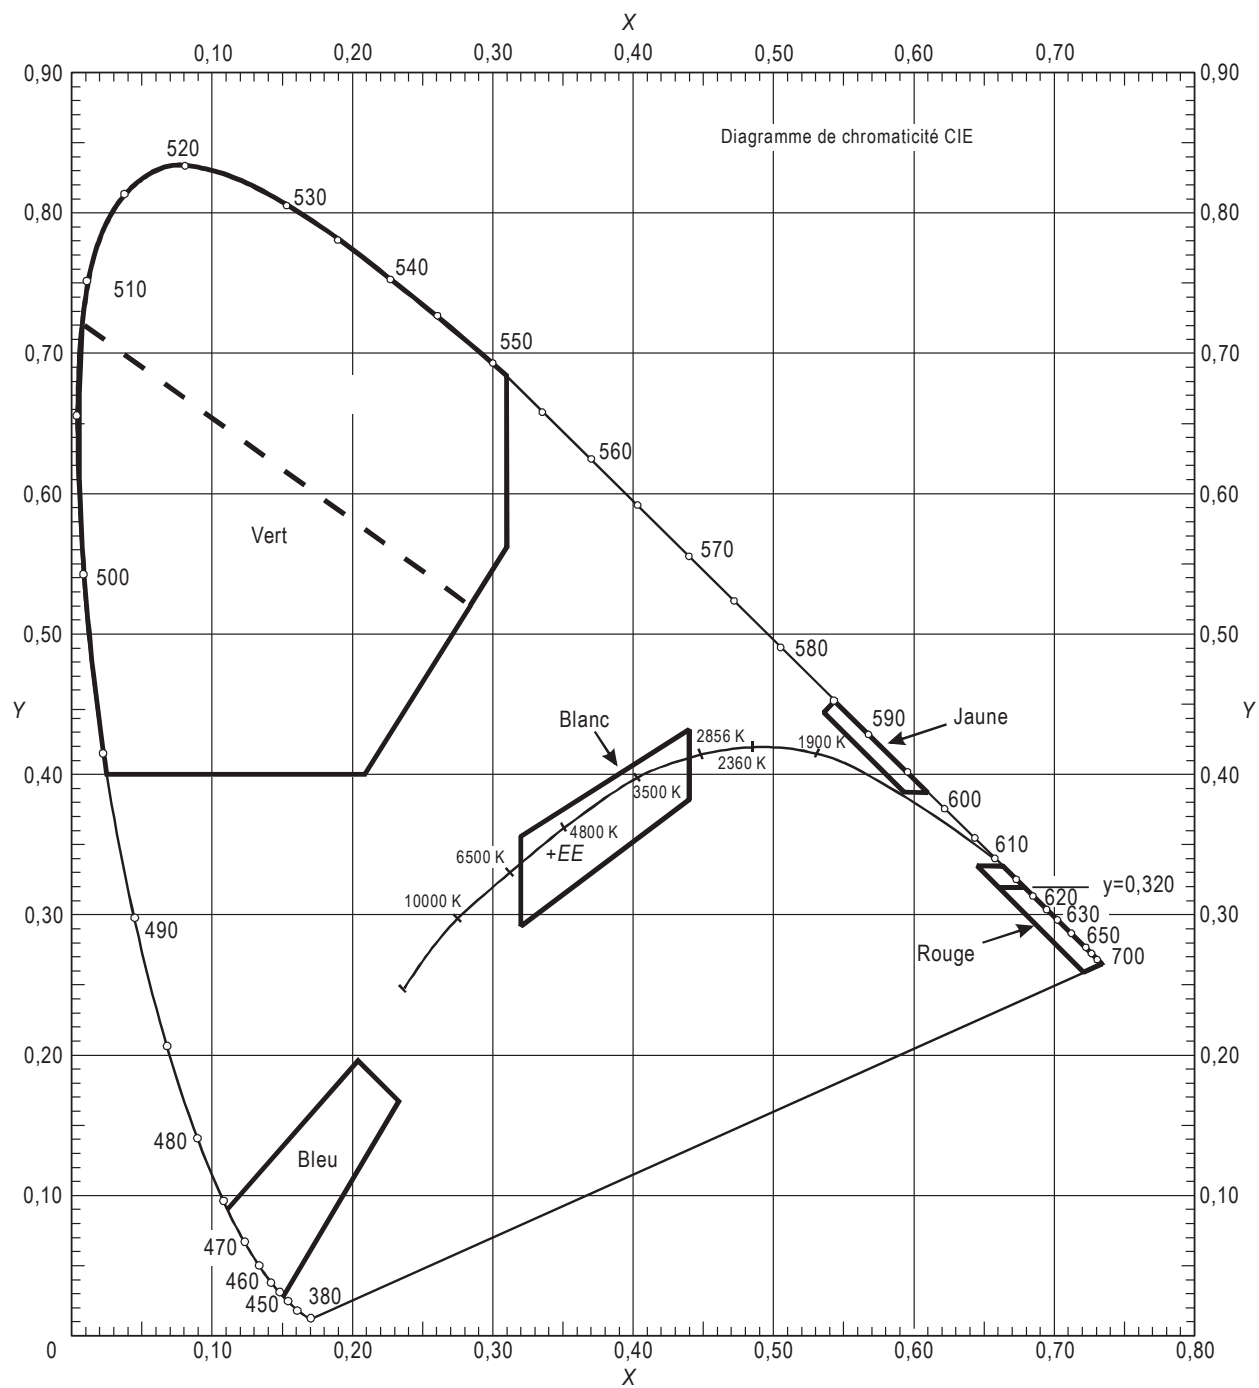 X
0,10 0,20 0,30 0,40 0,50 0,60 0,70
0,90 0,90
Diagramme de chromaticité CIE
520
530
0,80 0,80
540
510
550
0,70 0,70
560
0,60 0,60
Vert
570
500
0,50 0,50
580
Y Y
Blanc
590
Jaune
2856 K
1900 K
2360 K
0,40 0,40
3500 K
600
4800 K
610
+EE
6500 K
y=0,320
10000 K
620
0,30 0,30
630
490
650
Rouge
700
0,20 0,20
480
Bleu
0,10 0,10
470
460
450
380
0
0 0,10 0,20 0,30 0,40 0,50 0,60 0,70 0,80
X